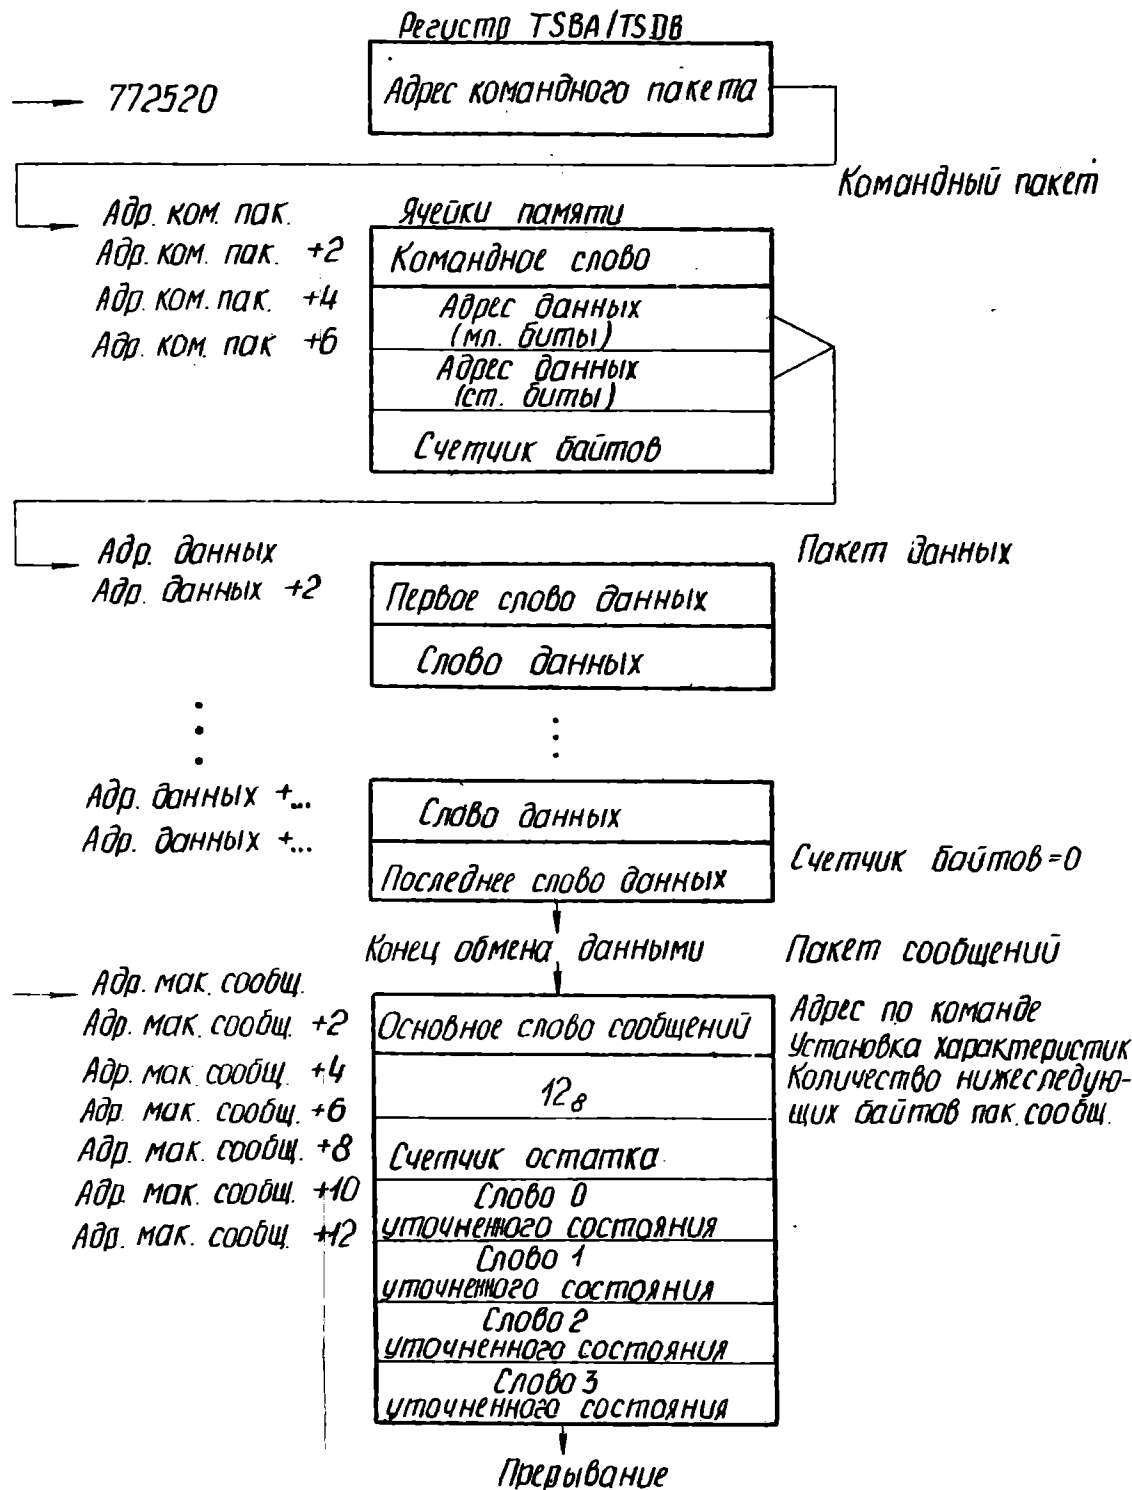 Регистр TSBA/TSDB
772520
Адрес командного пакета
Командный пакет
Адр. ком. пак.
Ячейки памяти
Адр. ком. пак. +2
Командное слово
Адр. ком. пак. +4
Адрес данных
(мл. биты)
Адр. ком. пак +6
Адрес данных
(ст. биты)
Счетчик байтов
Адр. данных
Пакет данных
Адр. данных +2
Первое слово данных
Слово данных
Адр. данных +...
Слово данных
Адр. данных +...
Счетчик байтов=0
Последнее слово данных
Конец обмена данными
Пакет сообщений
Адр. мак. сообщ.
Адр. мак. сообщ. +2
Основное слово сообщений
Адрес по команде
Установка характеристик
Адр. мак. сообщ. +4
12₈
Количество нижеследую-
щих байтов пак. сообщ.
Адр. мак. сообщ. +6
Адр. мак. сообщ. +8
Счетчик остатка
Адр. мак. сообщ. +10
Слово 0
уточненного состояния
Адр. мак. сообщ. +12
Слово 1
уточненного состояния
Слово 2
уточненного состояния
Слово 3
уточненного состояния
Прерывание